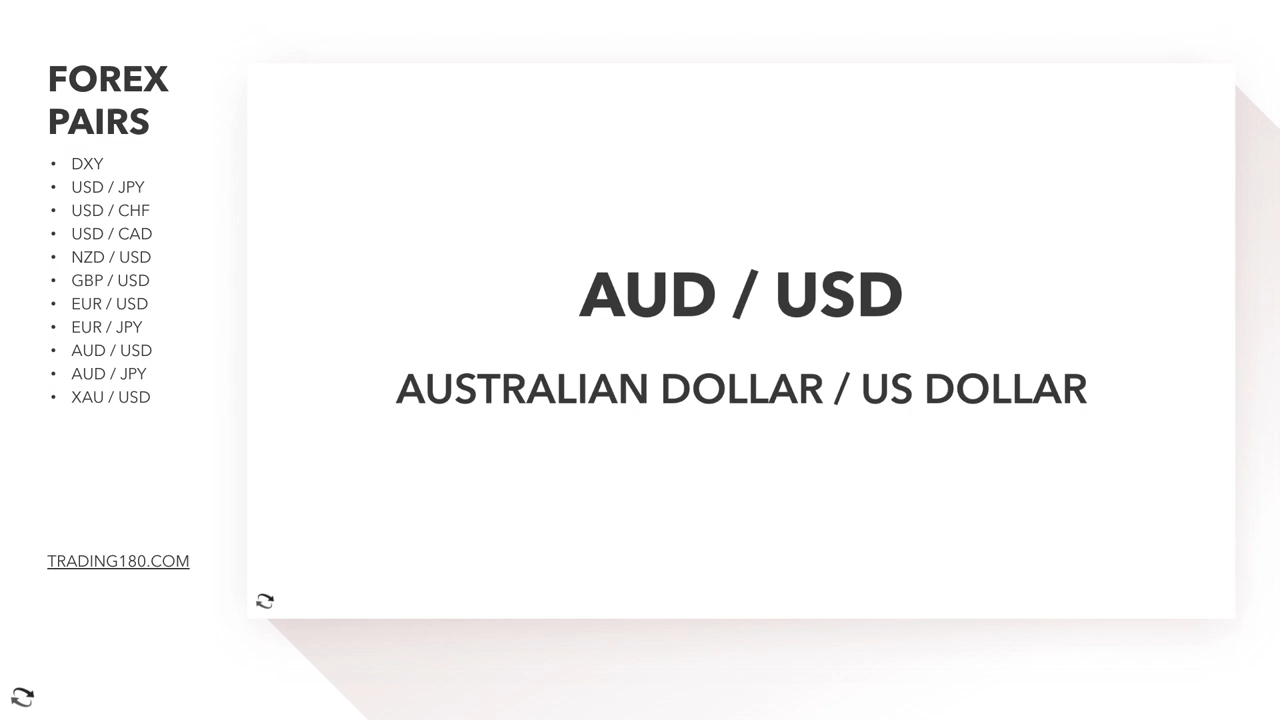 FOREX
PAIRS
• DXY
• USD / JPY
• USD / CHF
• USD / CAD
• NZD / USD
• GBP / USD
• EUR / USD
• EUR / JPY
• AUD / USD
• AUD / JPY
• XAU / USD
TRADING180.COM
AUD / USD
AUSTRALIAN DOLLAR / US DOLLAR